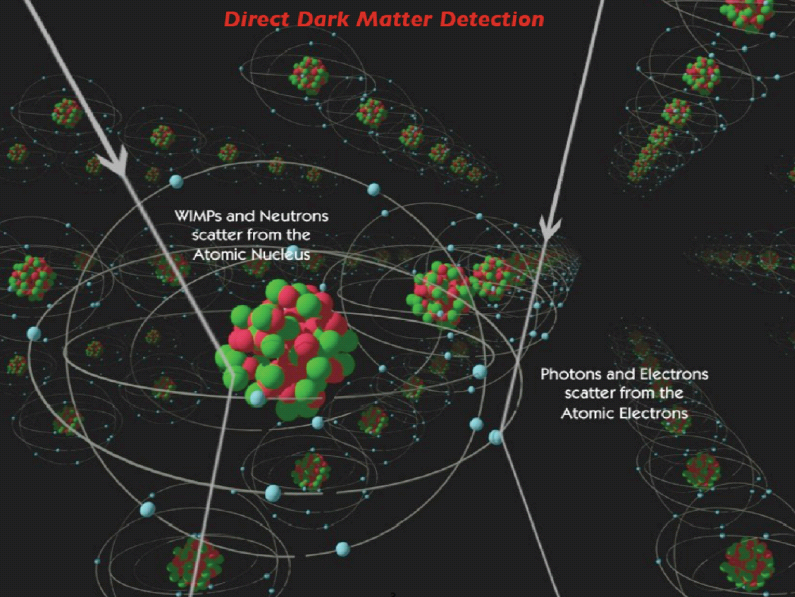 Direct Dark Matter Detection
WIMPs and Neutrons
scatter from the
Atomic Nucleus
Photons and Electrons
scatter from the
Atomic Electrons